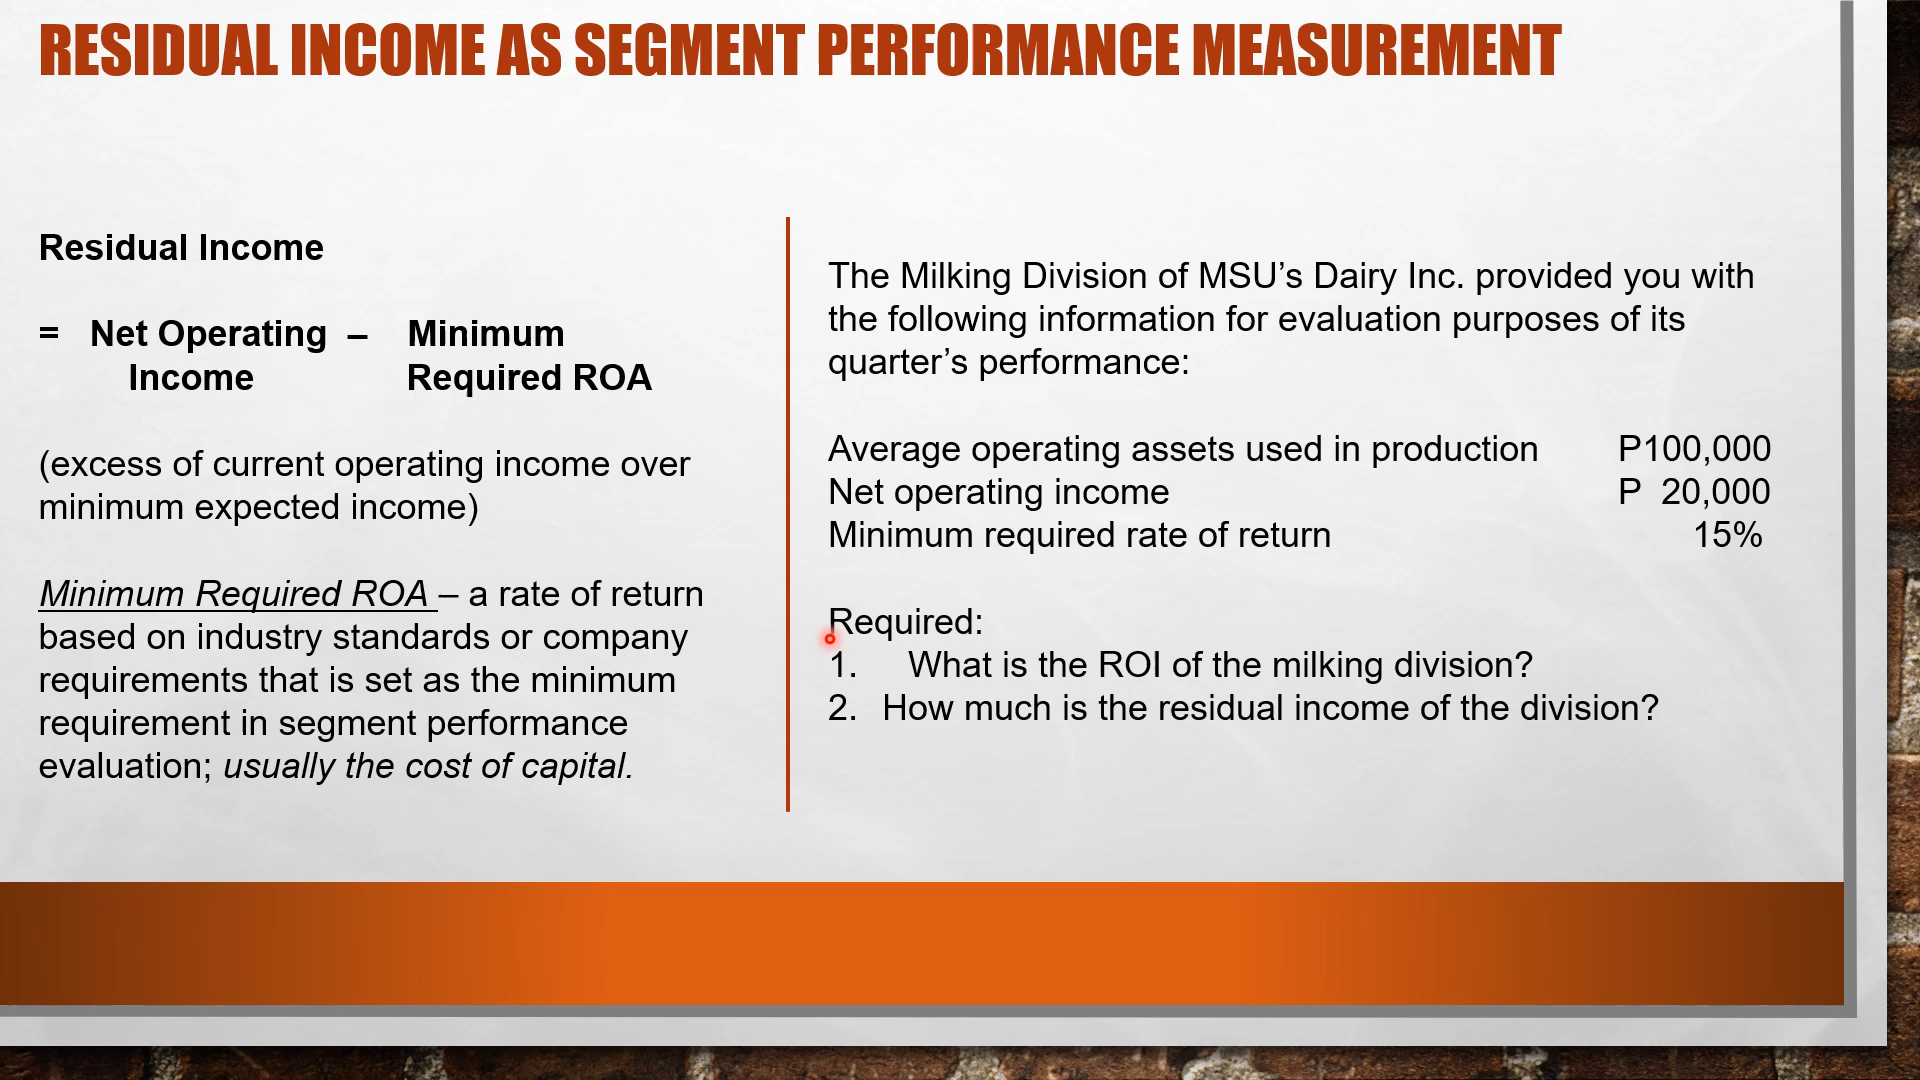 RESIDUAL INCOME AS SEGMENT PERFORMANCE MEASUREMENT
Residual Income
= Net Operating – Minimum
Income Required ROA
(excess of current operating income over
minimum expected income)
Minimum Required ROA – a rate of return
based on industry standards or company
requirements that is set as the minimum
requirement in segment performance
evaluation; usually the cost of capital.
The Milking Division of MSU’s Dairy Inc. provided you with
the following information for evaluation purposes of its
quarter’s performance:
Average operating assets used in production P100,000
Net operating income P 20,000
Minimum required rate of return 15%
Required:
1. What is the ROI of the milking division?
2. How much is the residual income of the division?